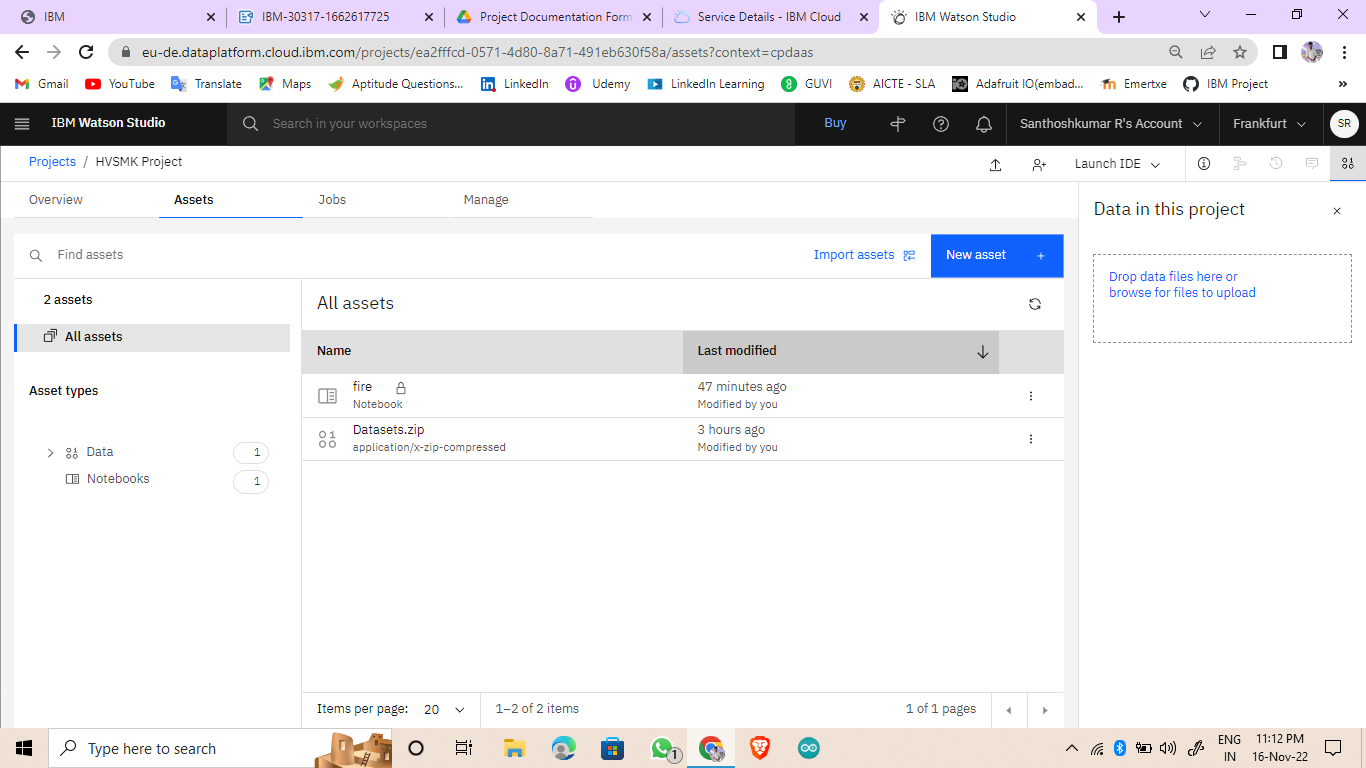 IBM
IBM-30317-1662617725
Project Documentation Form
Service Details - IBM Cloud
IBM Watson Studio
eu-de.dataplatform.cloud.ibm.com/projects/ea2fffcd-0571-4d80-8a71-491eb630f58a/assets?context=cpdaas
Gmail
YouTube
Translate
Maps
Aptitude Questions...
LinkedIn
Udemy
LinkedIn Learning
GUVI
AICTE - SLA
Adafruit IO(embad...
Emertxe
IBM Project
IBM Watson Studio
Search in your workspaces
Buy
Santhoshkumar R's Account
Frankfurt
SR
Projects / HVSMK Project
Launch IDE
Overview
Assets
Jobs
Manage
Data in this project
Find assets
Import assets
New asset
Drop data files here or
browse for files to upload
2 assets
All assets
All assets
Name
Last modified
fire
Notebook
47 minutes ago
Modified by you
Asset types
Datasets.zip
application/x-zip-compressed
3 hours ago
Modified by you
Data
1
Notebooks
1
Items per page: 20
1–2 of 2 items
1 of 1 pages
Type here to search
1
ENG
IN
11:12 PM
16-Nov-22